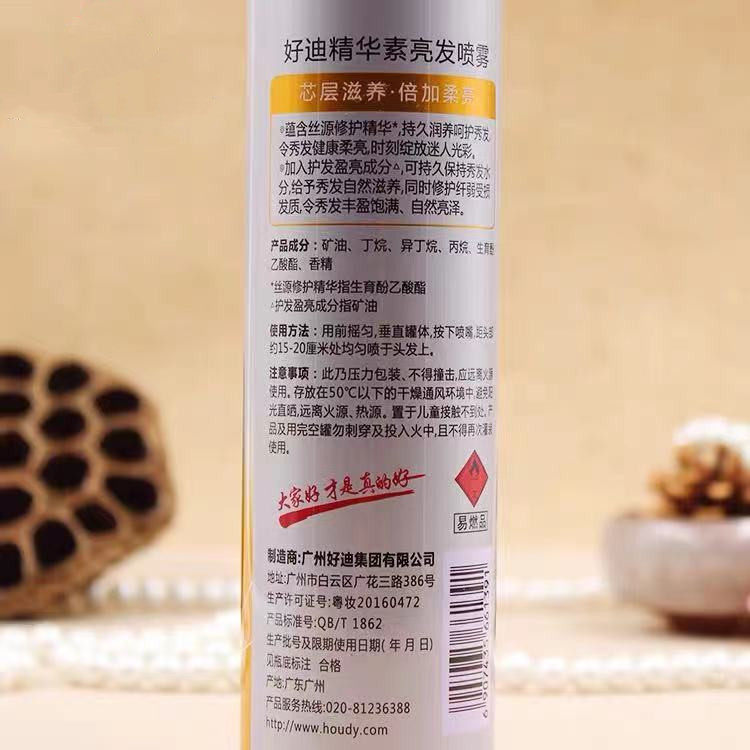 好迪精华素亮发喷雾
芯层滋养·倍加柔亮
◎蕴含丝源修护精华*,持久润养呵护秀发,
令秀发健康柔亮,时刻绽放迷人光彩。
◎加入护发盈亮成分△,可持久保持秀发水
分,给予秀发自然滋养,同时修护纤弱受损
发质,令秀发丰盈饱满、自然亮泽。
产品成分：矿油、丁烷、异丁烷、丙烷、生育酚
乙酸酯、香精
*丝源修护精华指生育酚乙酸酯
△护发盈亮成分指矿油
使用方法：用前摇匀,垂直罐体,按下喷嘴,距头部
约15-20厘米处均匀喷于头发上。
注意事项：此乃压力包装、不得撞击,应远离火源
使用。存放在50℃以下的干燥通风环境中,避免阳
光直晒,远离火源、热源。置于儿童接触不到处。产
品及用完空罐勿刺穿及投入火中,且不得再次灌装
使用。
大家好 才是真的好
易燃品
制造商:广州好迪集团有限公司
地址:广州市白云区广花三路386号
生产许可证号:粤妆20160472
产品标准号:QB/T 1862
生产批号及限期使用日期(年月日)
见瓶底标注 合格
产地:广东广州
产品服务热线:020-81236388
http://www.houdy.com
6 907435 661391